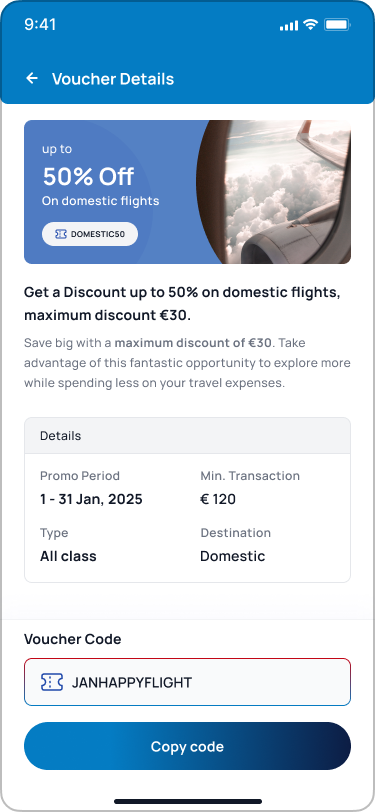 9:41
Voucher Details
up to
50% Off
On domestic flights
DOMESTIC50
Get a Discount up to 50% on domestic flights,
maximum discount €30.
Save big with a maximum discount of €30. Take
advantage of this fantastic opportunity to explore more
while spending less on your travel expenses.
Details
Promo Period
1 - 31 Jan, 2025
Min. Transaction
€ 120
Type
All class
Destination
Domestic
Voucher Code
JANHAPPYFLIGHT
Copy code